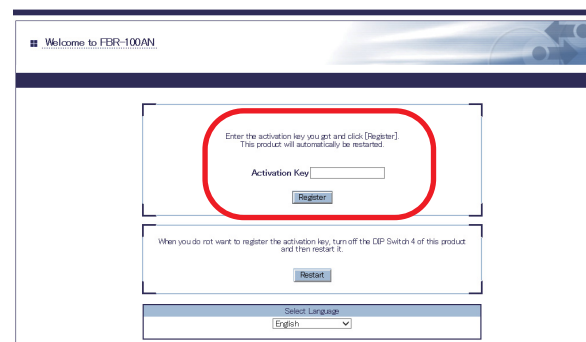 Welcome to FBR-100AN
Enter the activation key you got and click [Register].
This product will automatically be restarted.
Activation Key
Register
When you do not want to register the activation key, turn off the DIP Switch 4 of this product
and then restart it.
Restart
Select Language
English